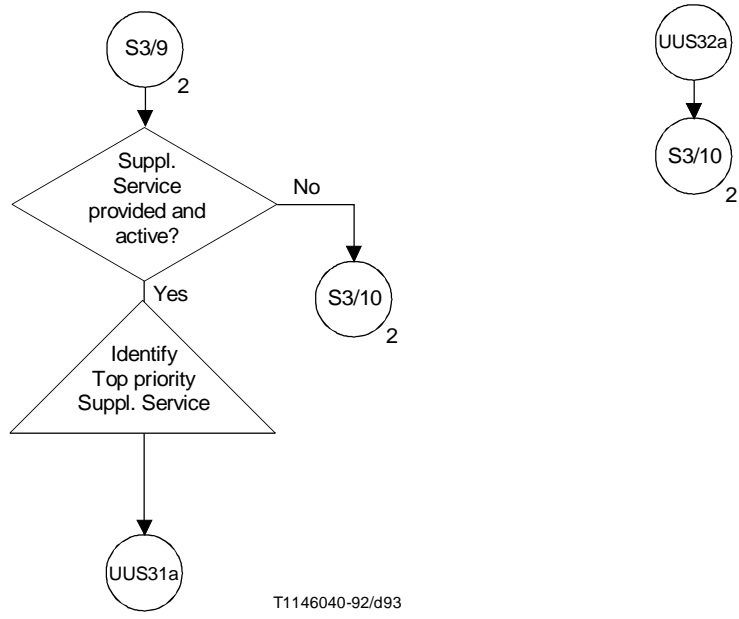 S3/9
2
Suppl.
Service
provided and
active?
No
S3/10
2
Yes
Identify
Top priority
Suppl. Service
UUS31a
UUS32a
S3/10
2
T1146040-92/d93